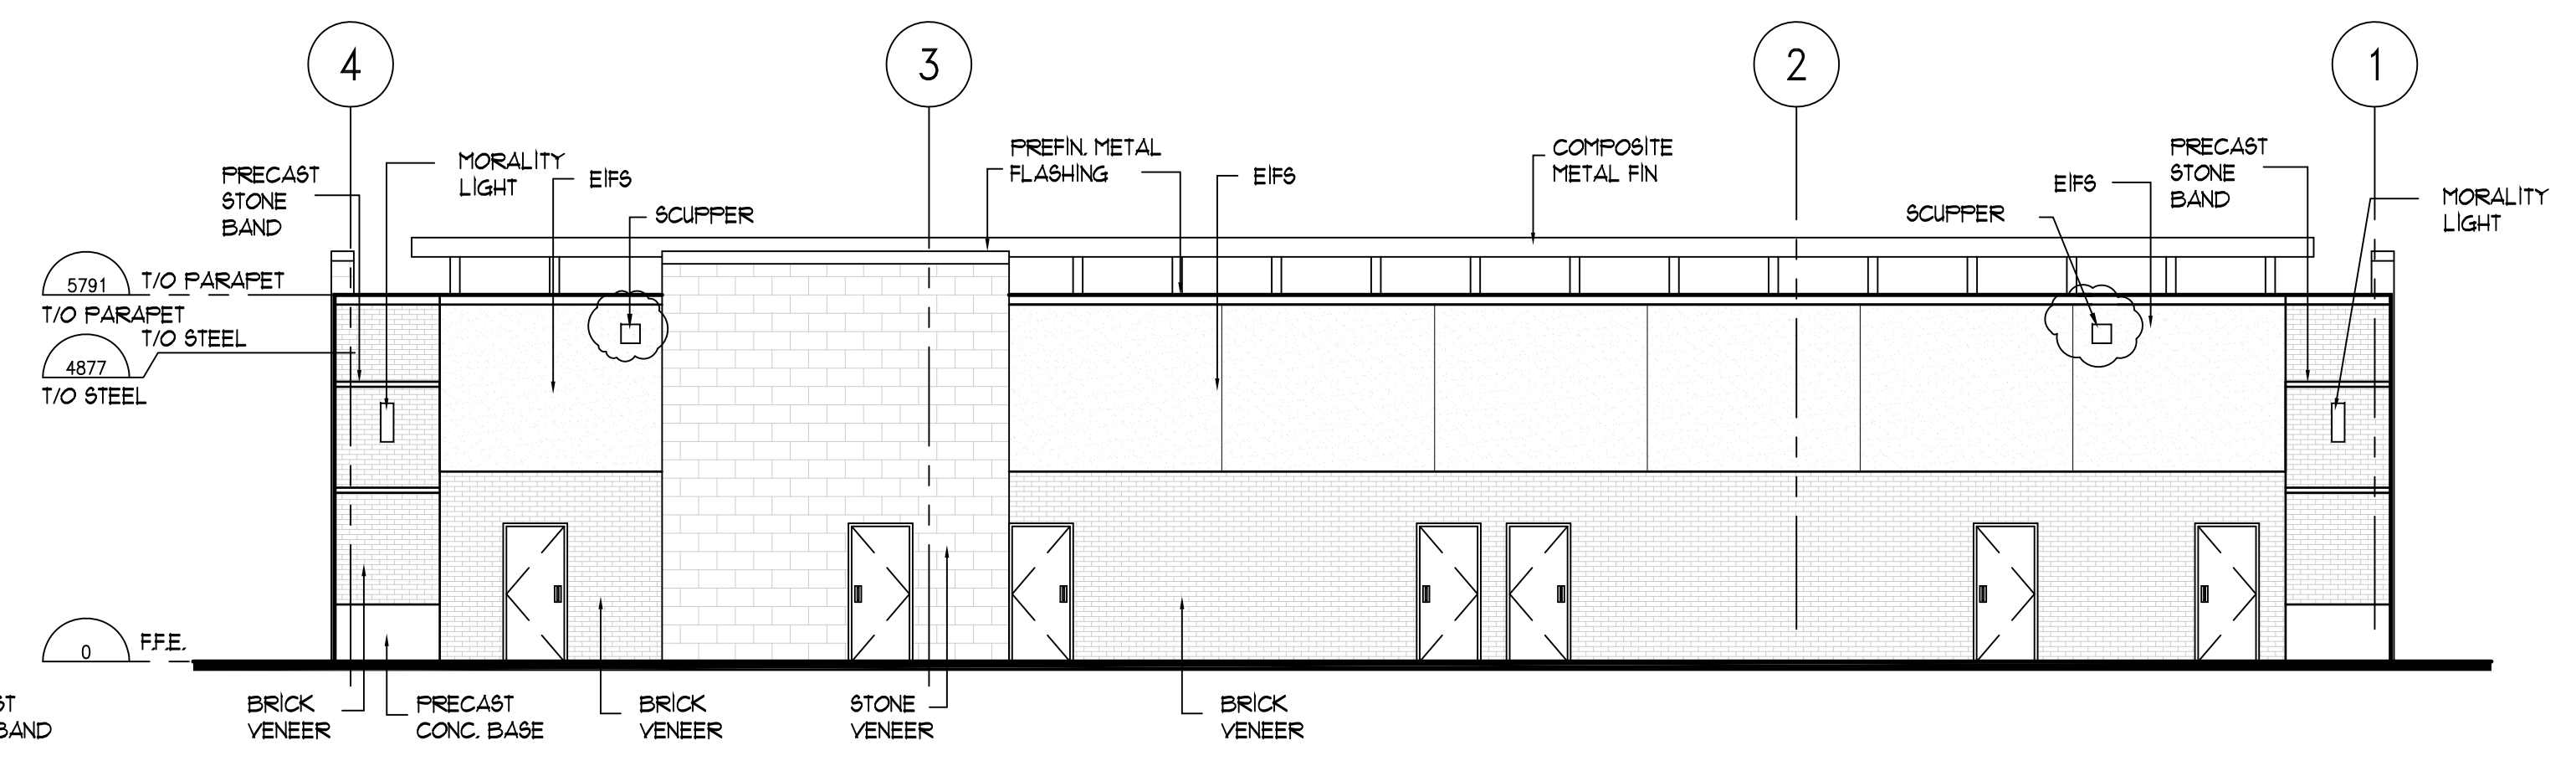 4
3
2
1
PRECAST
STONE
BAND
MORALITY
LIGHT
EIFS
SCUPPER
PREFIN. METAL
FLASHING
EIFS
COMPOSITE
METAL FIN
SCUPPER
EIFS
PRECAST
STONE
BAND
MORALITY
LIGHT
5791
T/O PARAPET
T/O PARAPET
T/O STEEL
4877
T/O STEEL
0
F.F.E.
ST
BAND
BRICK
VENEER
PRECAST
CONC. BASE
BRICK
VENEER
STONE
VENEER
BRICK
VENEER